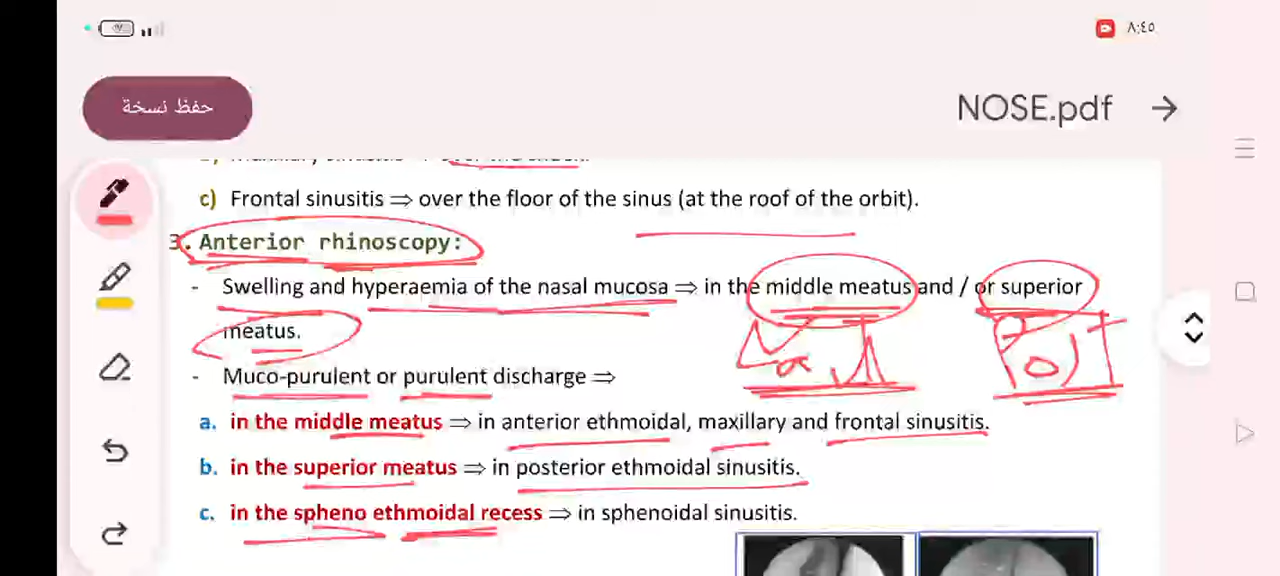 ٨:٤٥
حفظ نسخة
NOSE.pdf
c) Frontal sinusitis ⇒ over the floor of the sinus (at the roof of the orbit).
3. Anterior rhinoscopy:
- Swelling and hyperaemia of the nasal mucosa ⇒ in the middle meatus and / or superior
meatus.
- Muco-purulent or purulent discharge ⇒
a. in the middle meatus ⇒ in anterior ethmoidal, maxillary and frontal sinusitis.
b. in the superior meatus ⇒ in posterior ethmoidal sinusitis.
c. in the spheno ethmoidal recess ⇒ in sphenoidal sinusitis.